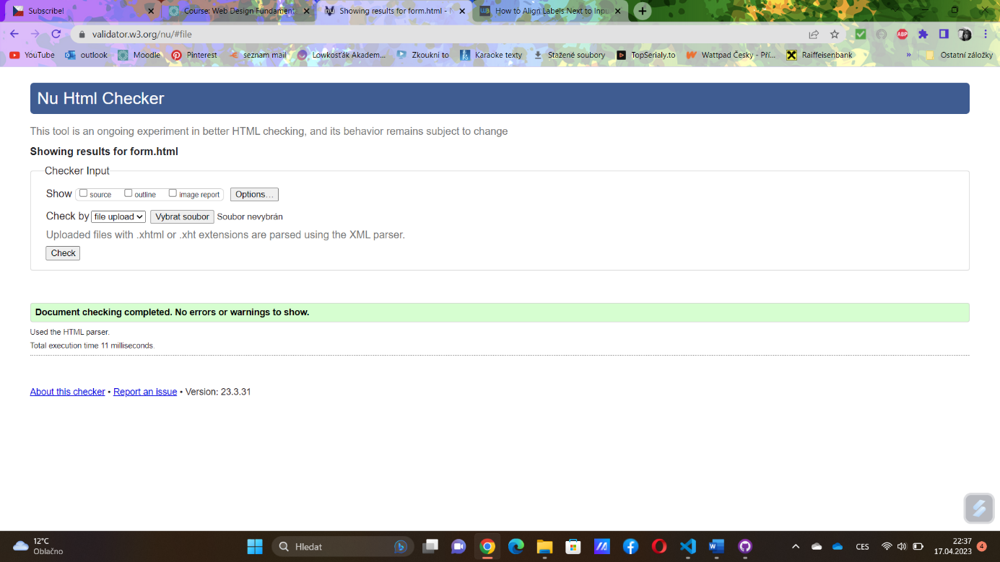 Subscribe!
Course: Web Design Fundament
Showing results for form.html -
How to Align Labels Next to Inpu
validator.w3.org/nu/#file
YouTube
outlook
Moodle
Pinterest
seznam mail
Lowkosťák Akadem...
Zkouknito
Karaoke texty
Stažené soubory
TopSerialy.to
Wattpad Česky - Pří...
Raiffeisenbank
»
Ostatní záložky
Nu Html Checker
This tool is an ongoing experiment in better HTML checking, and its behavior remains subject to change
Showing results for form.html
Checker Input
Show source outline image report Options...
Check by file upload Vybrat soubor Soubor nevybrán
Uploaded files with .xhtml or .xht extensions are parsed using the XML parser.
Check
Document checking completed. No errors or warnings to show.
Used the HTML parser.
Total execution time 11 milliseconds.
About this checker • Report an issue • Version: 23.3.31
12°C
Oblačno
Hledat
CES
22:37
17.04.2023
4